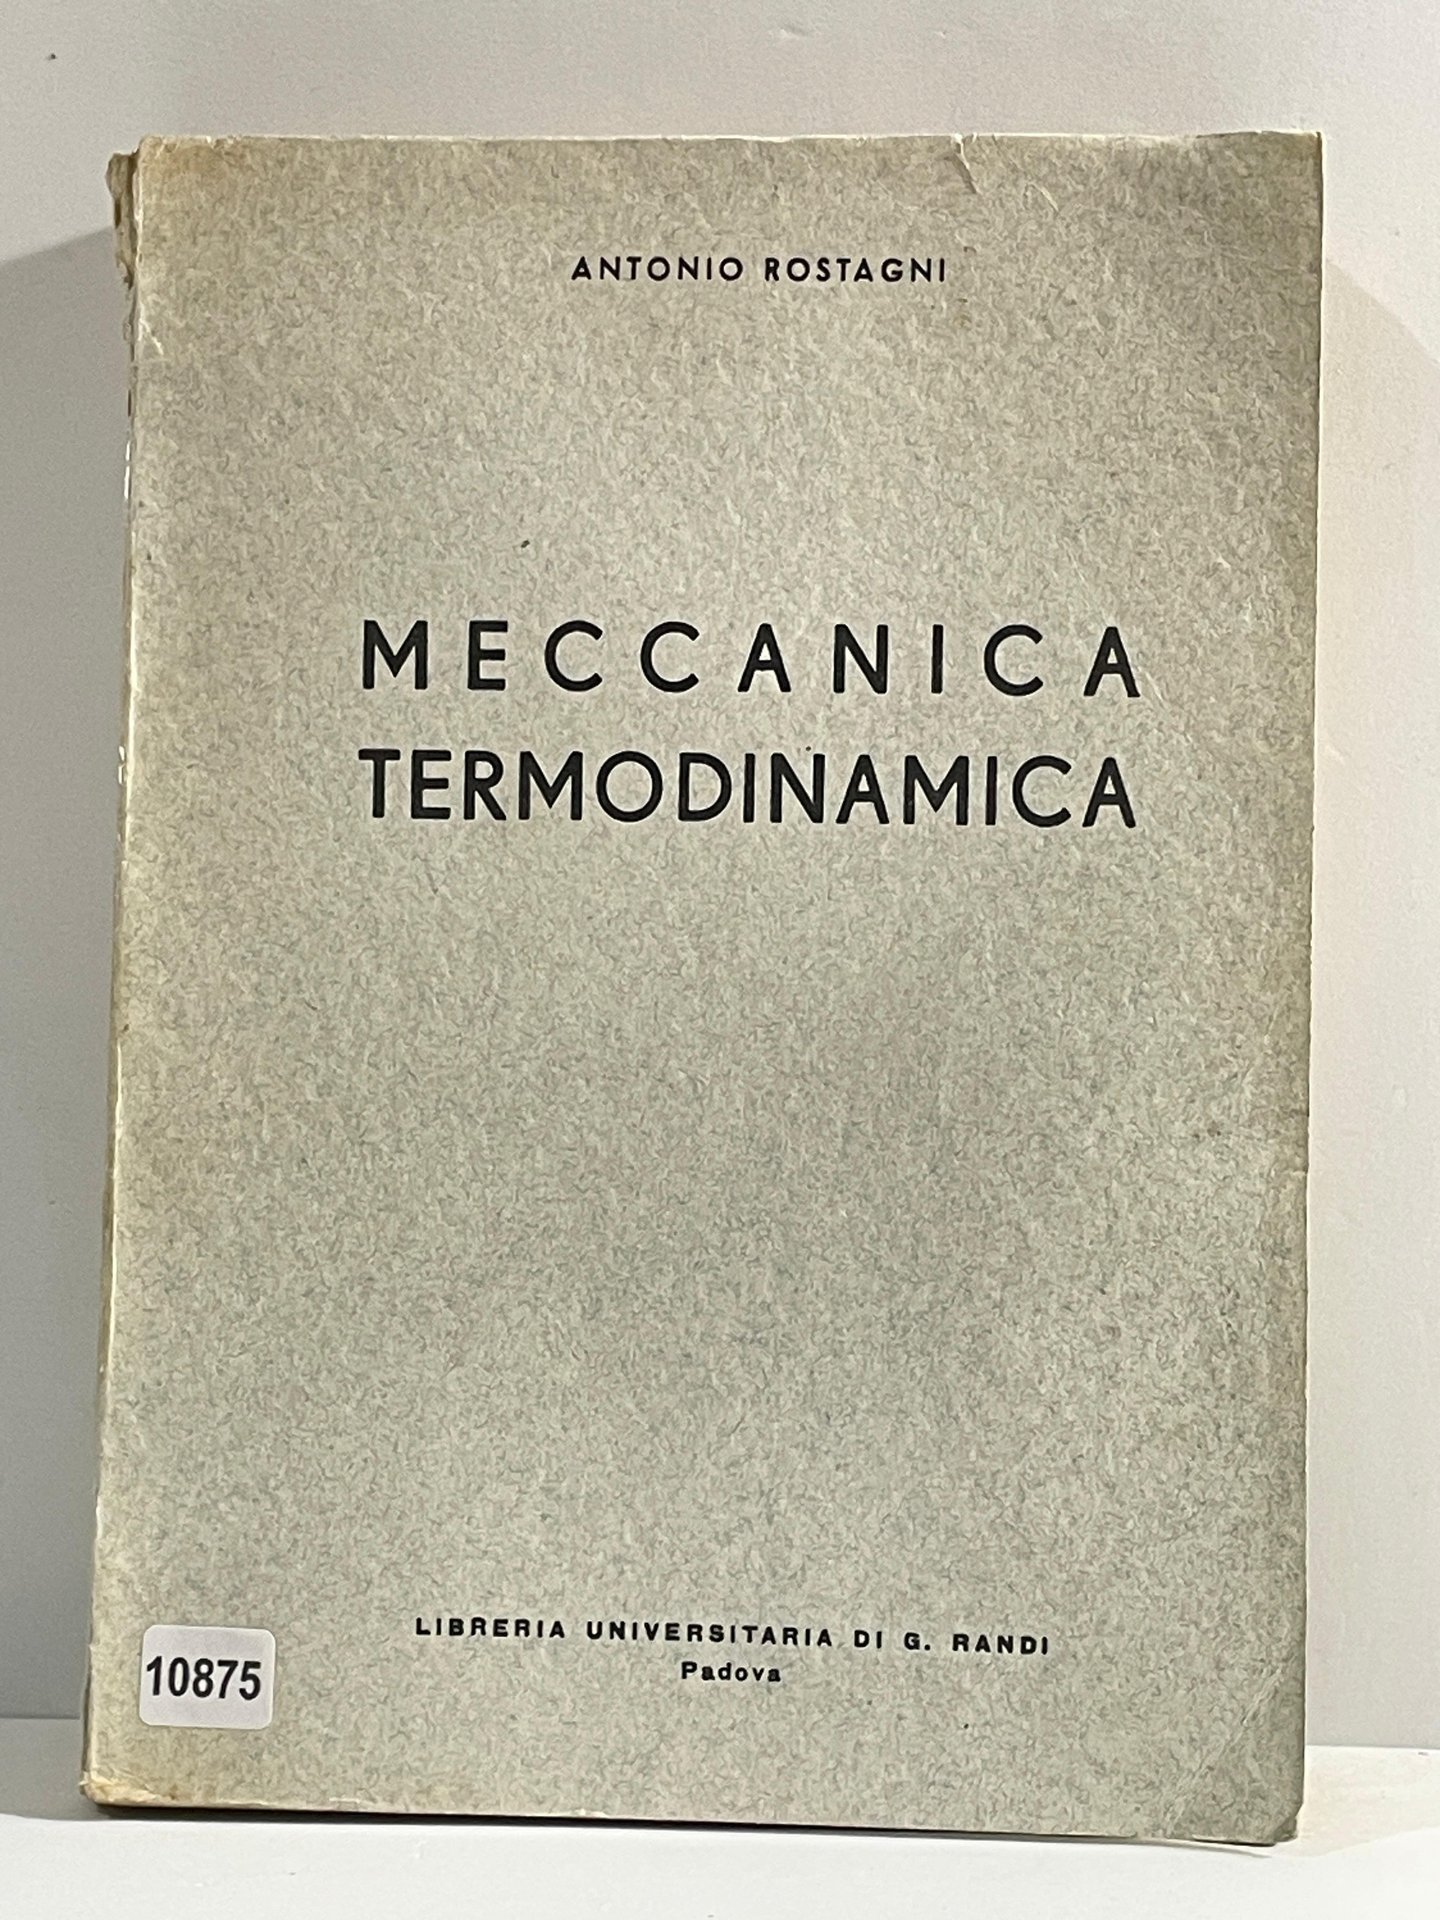 ANTONIO ROSTAGNI
MECCANICA
TERMODINAMICA
LIBRERIA UNIVERSITARIA DI G. RANDI
Padova
10875